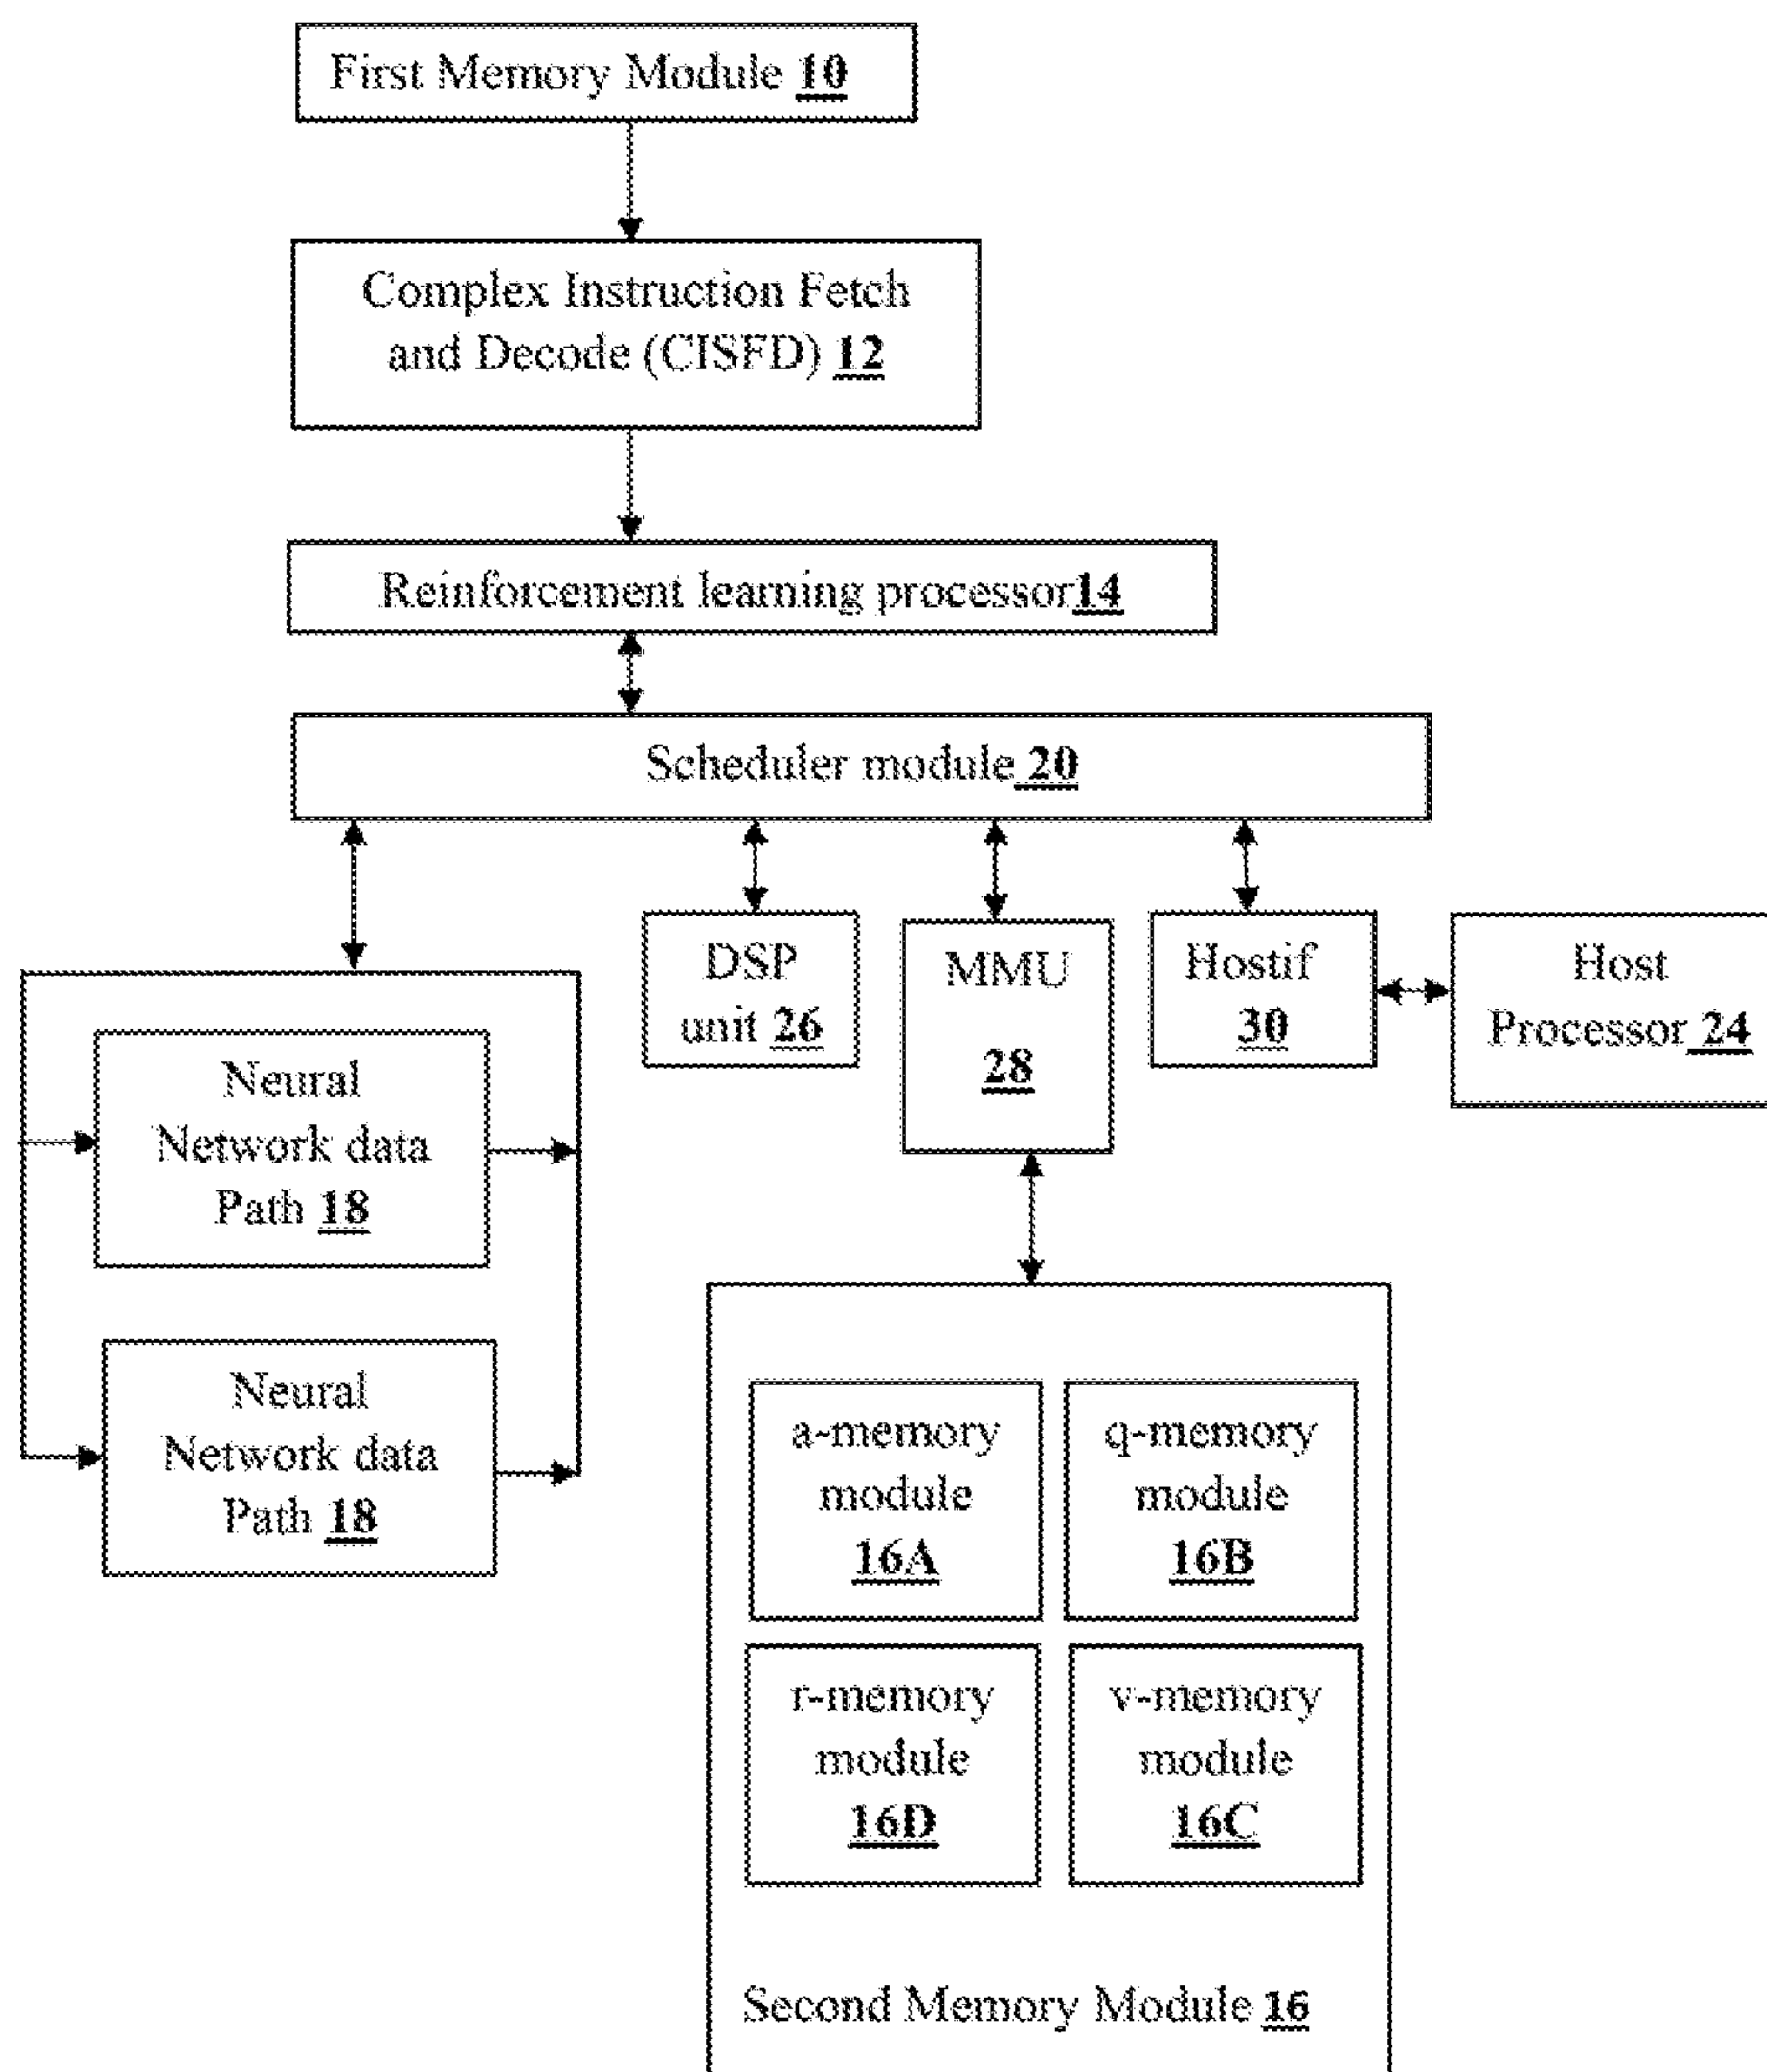 First Memory Module 10
Complex Instruction Fetch
and Decode (CISFD) 12
Reinforcement learning processor14
Scheduler module 20
DSP
unit 26
MMU
28
Hostif
30
Host
Processor 24
Neural
Network data
Path 18
Neural
Network data
Path 18
a-memory
module
16A
q-memory
module
16B
r-memory
module
16D
v-memory
module
16C
Second Memory Module 16